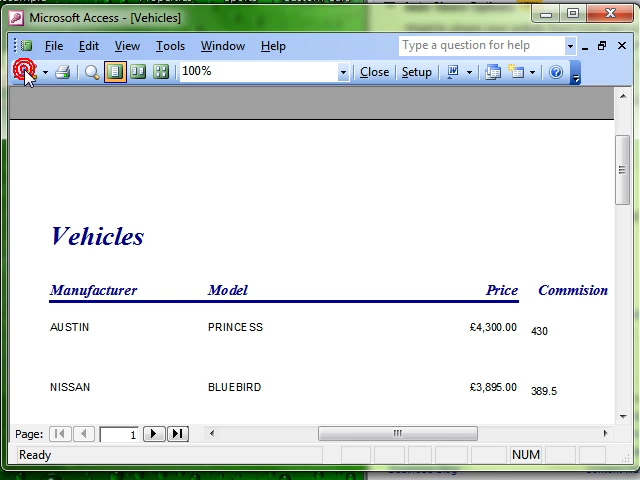 Microsoft Access - [Vehicles]
File Edit View Tools Window Help
Type a question for help
100%
Close Setup
Vehicles
Manufacturer Model Price Commision
AUSTIN PRINCESS £4,300.00 430
NISSAN BLUEBIRD £3,895.00 389.5
Page: 1
Ready NUM